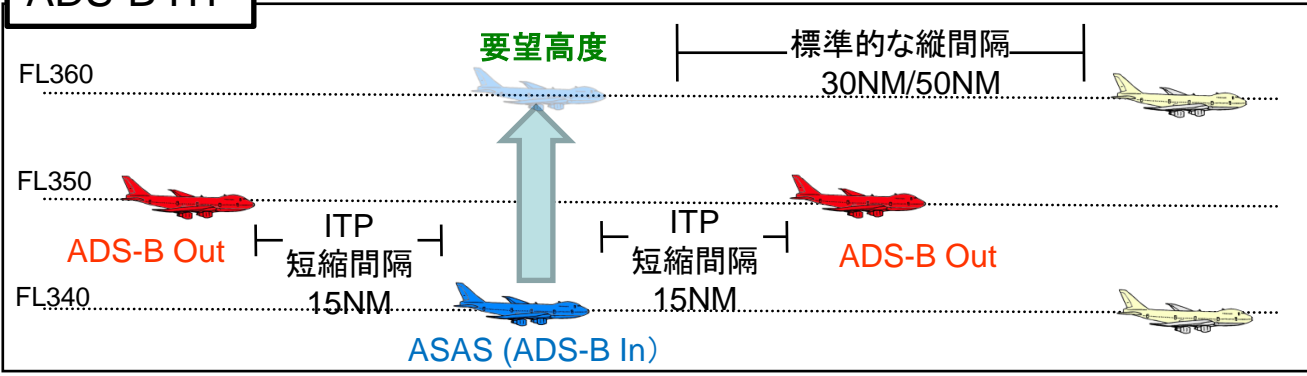 ADS-B ITP
要望高度
標準的な縦間隔
30NM/50NM
FL360
FL350
ITP
短縮間隔
15NM
ITP
短縮間隔
15NM
ADS-B Out
ADS-B Out
FL340
ASAS (ADS-B In）